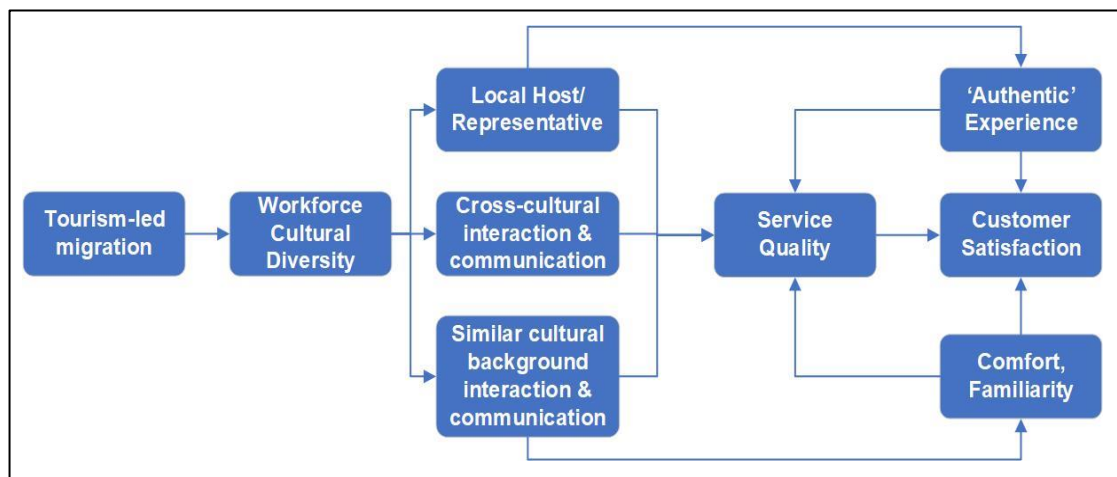 Local Host/
Representative
‘Authentic’
Experience
Tourism-led
migration
Workforce
Cultural
Diversity
Cross-cultural
interaction &
communication
Service
Quality
Customer
Satisfaction
Similar cultural
background
interaction &
communication
Comfort,
Familiarity